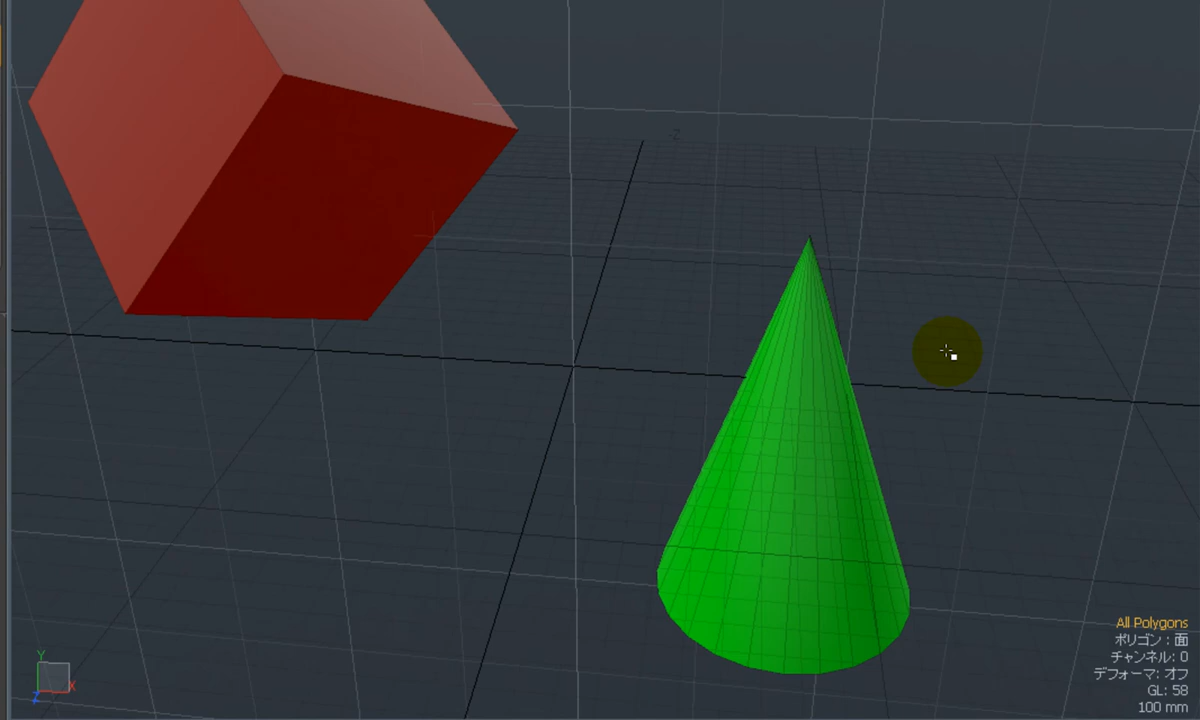 -Z
All Polygons
ポリゴン : 面
チャンネル: 0
デフォーマ: オフ
GL: 58
100 mm
Y
X
Z